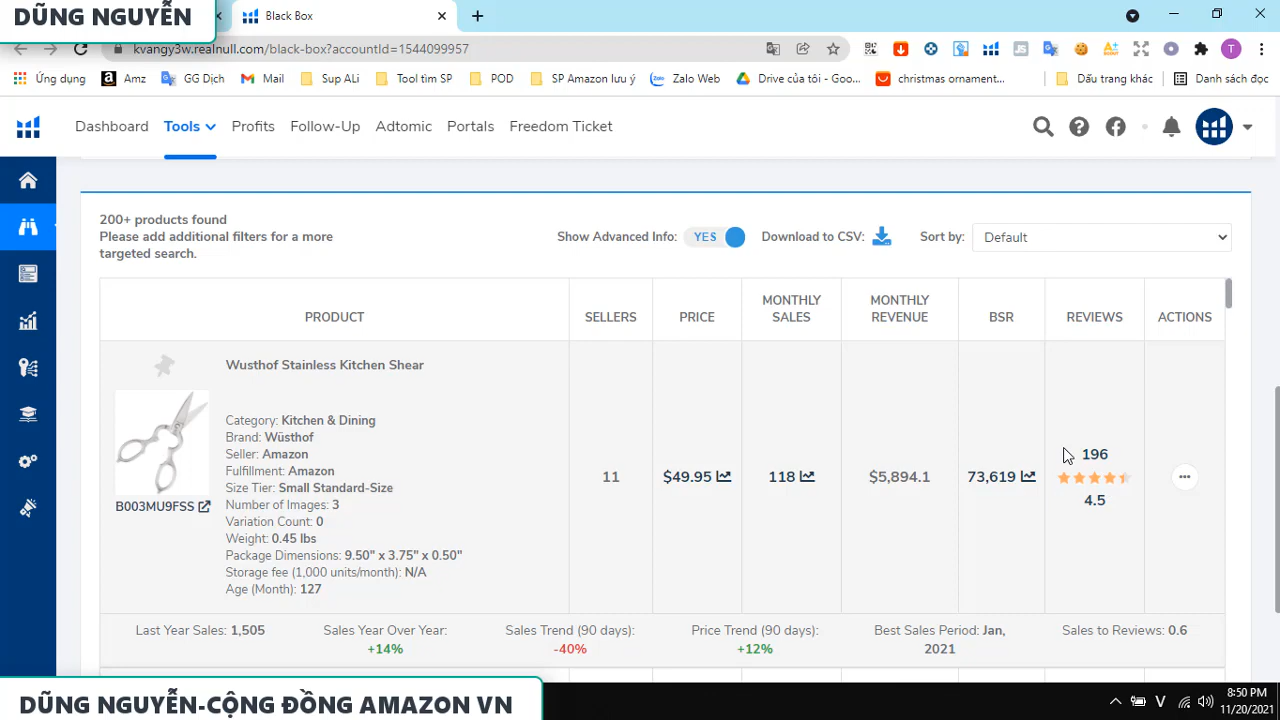 DŨNG NGUYỄN
Black Box
kvangy3w.realnull.com/black-box?accountId=1544099957
T
Ứng dụng
Amz
GG Dịch
Mail
Sup ALi
Tool tìm SP
POD
SP Amazon lưu ý
Zalo Web
Drive của tôi - Goo...
christmas ornament...
Dấu trang khác
Danh sách đọc
Dashboard
Tools
Profits
Follow-Up
Adtomic
Portals
Freedom Ticket
200+ products found
Please add additional filters for a more
targeted search.
Show Advanced Info: YES
Download to CSV:
Sort by: Default
PRODUCT
SELLERS
PRICE
MONTHLY
SALES
MONTHLY
REVENUE
BSR
REVIEWS
ACTIONS
Wusthof Stainless Kitchen Shear
Category: Kitchen & Dining
Brand: Wüsthof
Seller: Amazon
Fulfillment: Amazon
Size Tier: Small Standard-Size
Number of Images: 3
Variation Count: 0
Weight: 0.45 lbs
Package Dimensions: 9.50" x 3.75" x 0.50"
Storage fee (1,000 units/month): N/A
Age (Month): 127
B003MU9FSS
11
$49.95
118
$5,894.1
73,619
196
4.5
Last Year Sales: 1,505
Sales Year Over Year:
+14%
Sales Trend (90 days):
-40%
Price Trend (90 days):
+12%
Best Sales Period: Jan,
2021
Sales to Reviews: 0.6
DŨNG NGUYỄN-CỘNG ĐỒNG AMAZON VN
V
8:50 PM
11/20/2021